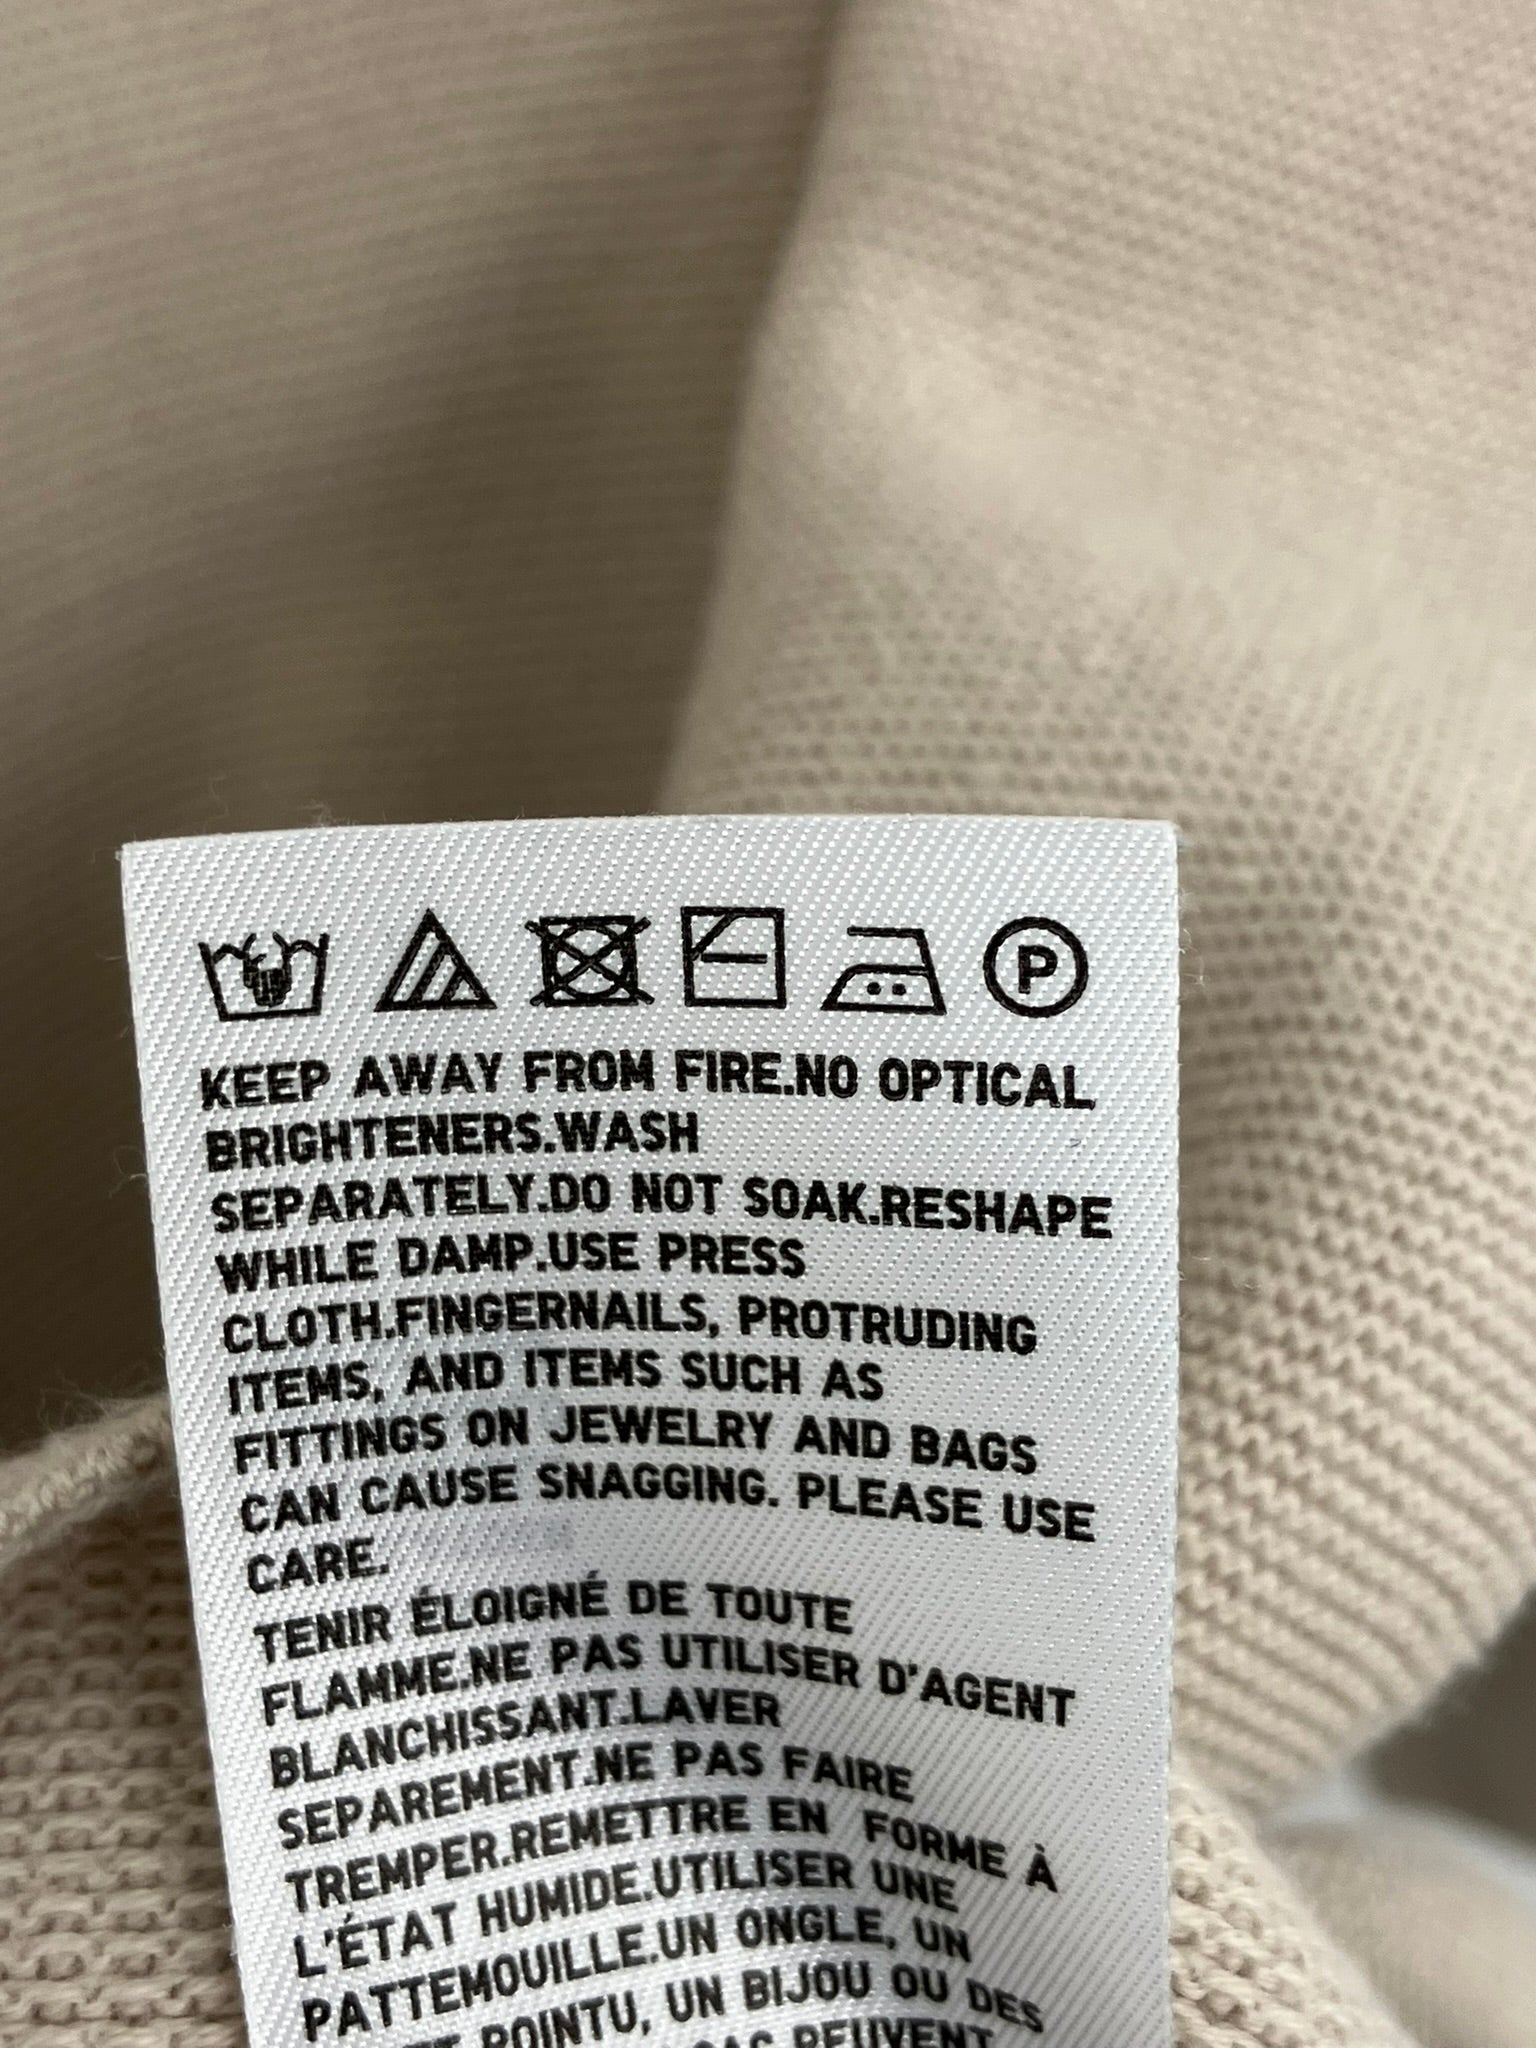 P
KEEP AWAY FROM FIRE.NO OPTICAL
BRIGHTENERS.WASH
SEPARATELY.DO NOT SOAK.RESHAPE
WHILE DAMP.USE PRESS
CLOTH.FINGERNAILS, PROTRUDING
ITEMS, AND ITEMS SUCH AS
FITTINGS ON JEWELRY AND BAGS
CAN CAUSE SNAGGING. PLEASE USE
CARE.
TENIR ÉLOIGNÉ DE TOUTE
FLAMME.NE PAS UTILISER D'AGENT
BLANCHISSANT.LAVER
SEPAREMENT.NE PAS FAIRE
TREMPER.REMETTRE EN FORME À
L'ÉTAT HUMIDE.UTILISER UNE
PATTEMOUILLE.UN ONGLE, UN
POINTU, UN BIJOU OU DES
PEUVENT